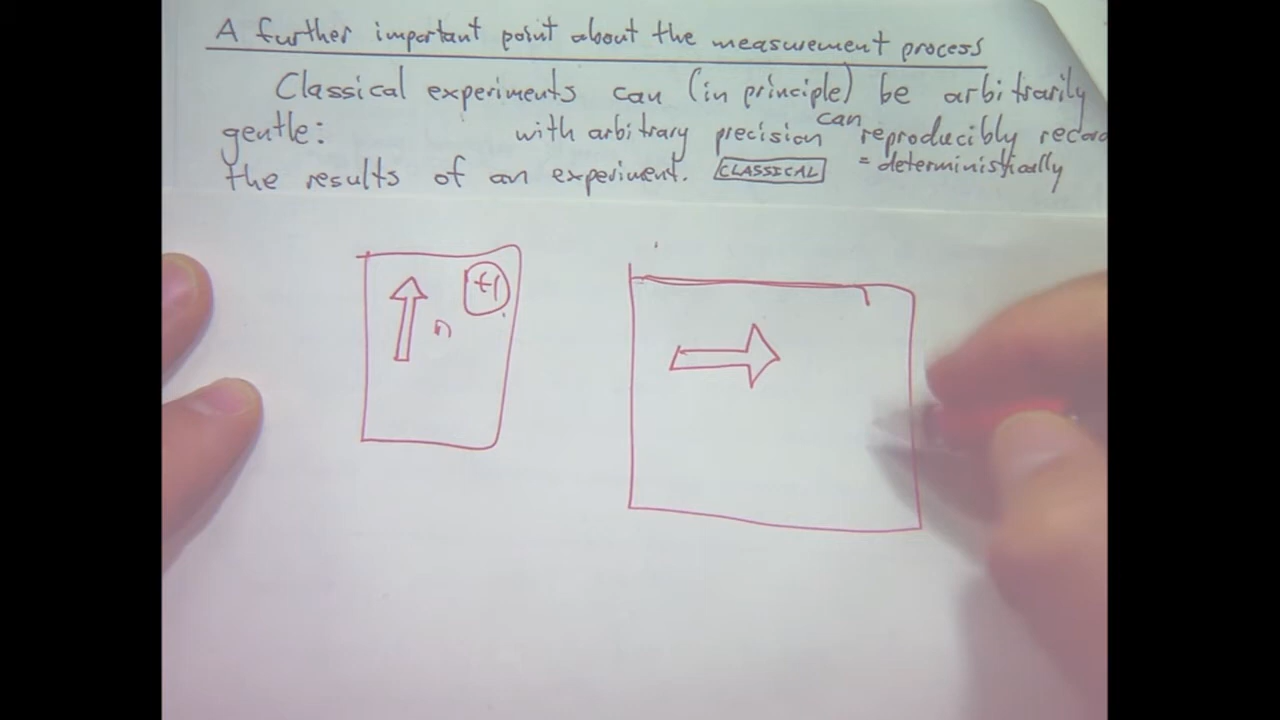 A further important point about the measurement process
Classical experiments can (in principle) be arbitrarily
gentle: with arbitrary precision can reproducibly record
the results of an experiment. CLASSICAL = deterministically
+1
n